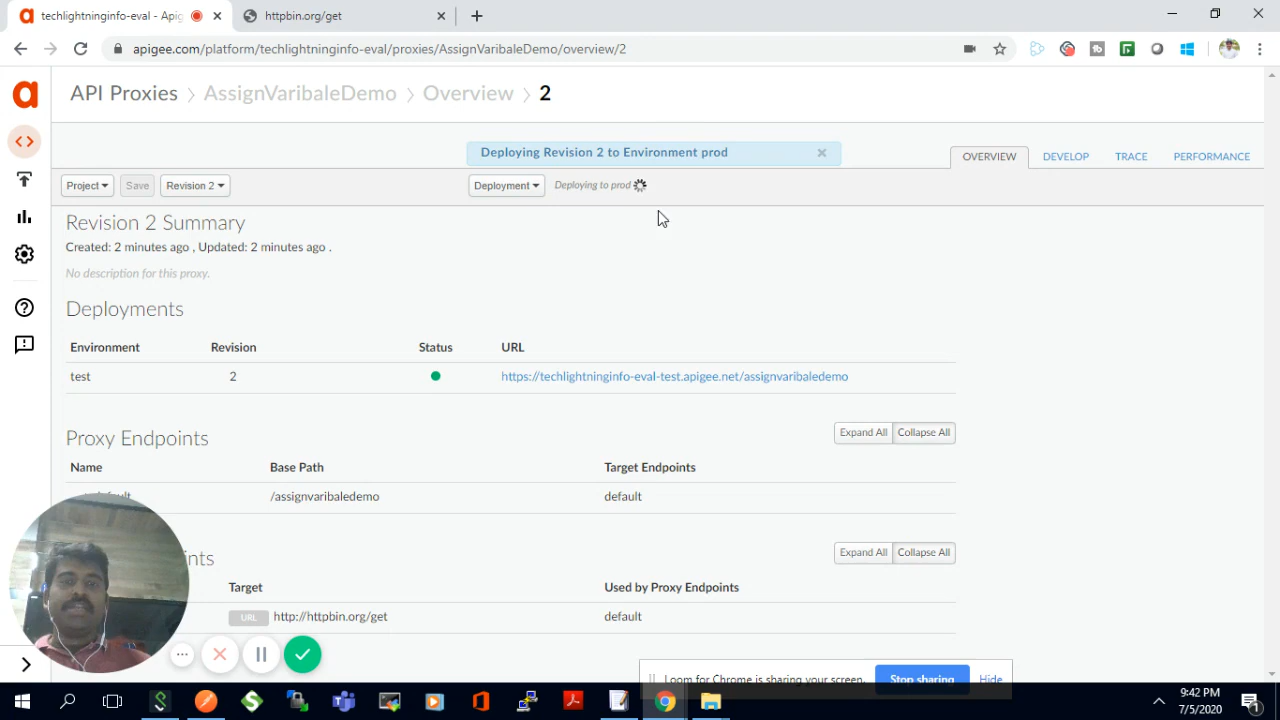 techlightninginfo-eval - Apig
httpbin.org/get
apigee.com/platform/techlightninginfo-eval/proxies/AssignVaribaleDemo/overview/2
API Proxies > AssignVaribaleDemo > Overview > 2
Deploying Revision 2 to Environment prod
OVERVIEW DEVELOP TRACE PERFORMANCE
Project Save Revision 2 Deployment Deploying to prod
Revision 2 Summary
Created: 2 minutes ago , Updated: 2 minutes ago .
No description for this proxy.
Deployments
Environment Revision Status URL
test 2 https://techlightninginfo-eval-test.apigee.net/assignvaribaledemo
Proxy Endpoints Expand All Collapse All
Name Base Path Target Endpoints
/assignvaribaledemo default
Expand All Collapse All
Target Used by Proxy Endpoints
URL http://httpbin.org/get default
Loom for Chrome is sharing your screen. Stop sharing Hide
9:42 PM
7/5/2020